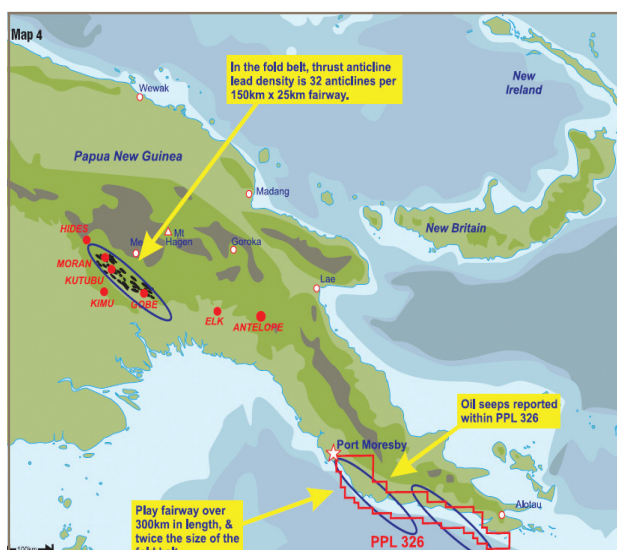 Map 4
In the fold belt, thrust anticline
lead density is 32 anticlines per
150km x 25km fairway.
New
Ireland
Wewak
Papua New Guinea
Madang
New Britain
HIDES
Mt
Me
Hagen
Goroka
MORAN
KUTUBU
Lae
KIMU
GOBE
ELK
ANTELOPE
Oil seeps reported
within PPL 326
Port Moresby
Play fairway over
300km in length, &
twice the size of the
Alotau
PPL 326
100km